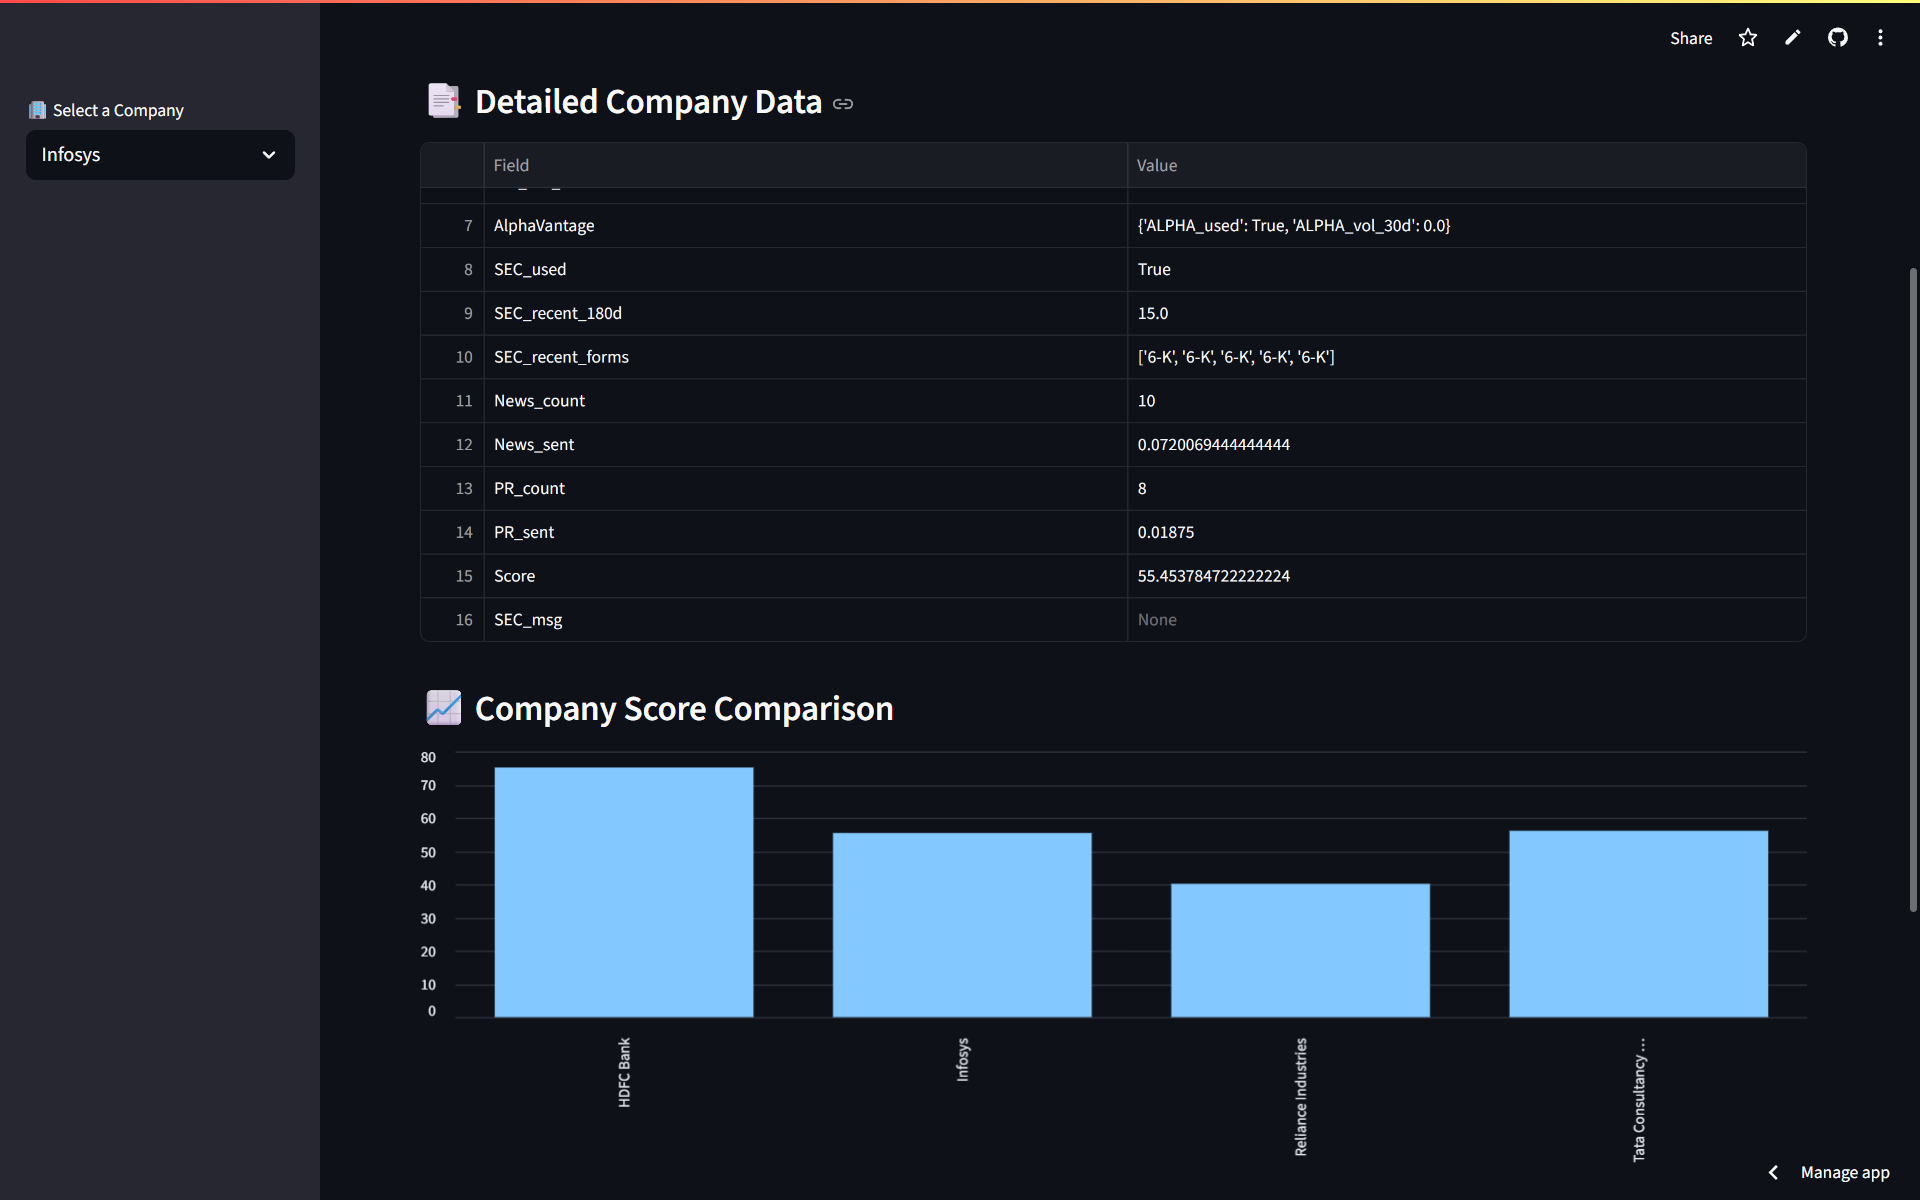 Share
Select a Company
Infosys
Detailed Company Data
Field Value
7 AlphaVantage {'ALPHA_used': True, 'ALPHA_vol_30d': 0.0}
8 SEC_used True
9 SEC_recent_180d 15.0
10 SEC_recent_forms ['6-K', '6-K', '6-K', '6-K', '6-K']
11 News_count 10
12 News_sent 0.0720069444444444
13 PR_count 8
14 PR_sent 0.01875
15 Score 55.453784722222224
16 SEC_msg None
Company Score Comparison
80
70
60
50
40
30
20
10
0
HDFC Bank
Infosys
Reliance Industries
Tata Consultancy …
Manage app